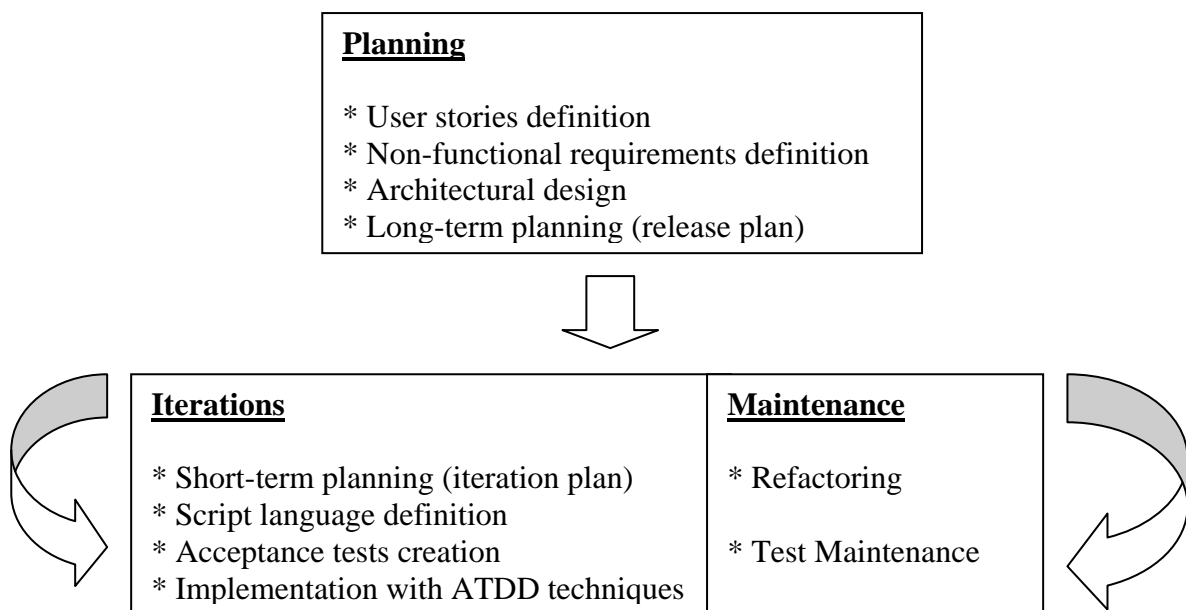 Planning
* User stories definition
* Non-functional requirements definition
* Architectural design
* Long-term planning (release plan)
Iterations
* Short-term planning (iteration plan)
* Script language definition
* Acceptance tests creation
* Implementation with ATDD techniques
Maintenance
* Refactoring
* Test Maintenance